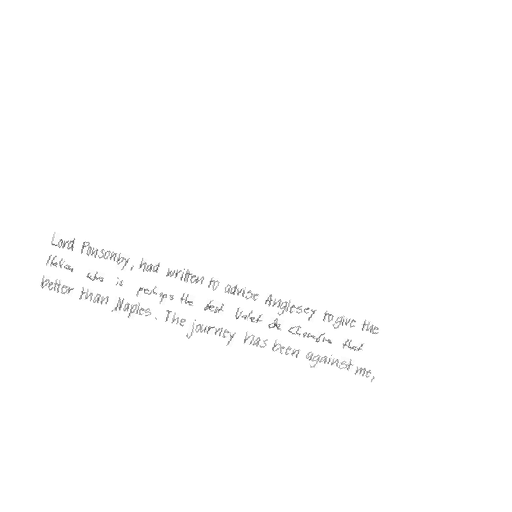 Lord Ponsonby, had written to advise Anglesey to give the
Italian who is perhaps the best Valet de Chambre that
better than Naples. The journey has been against me,